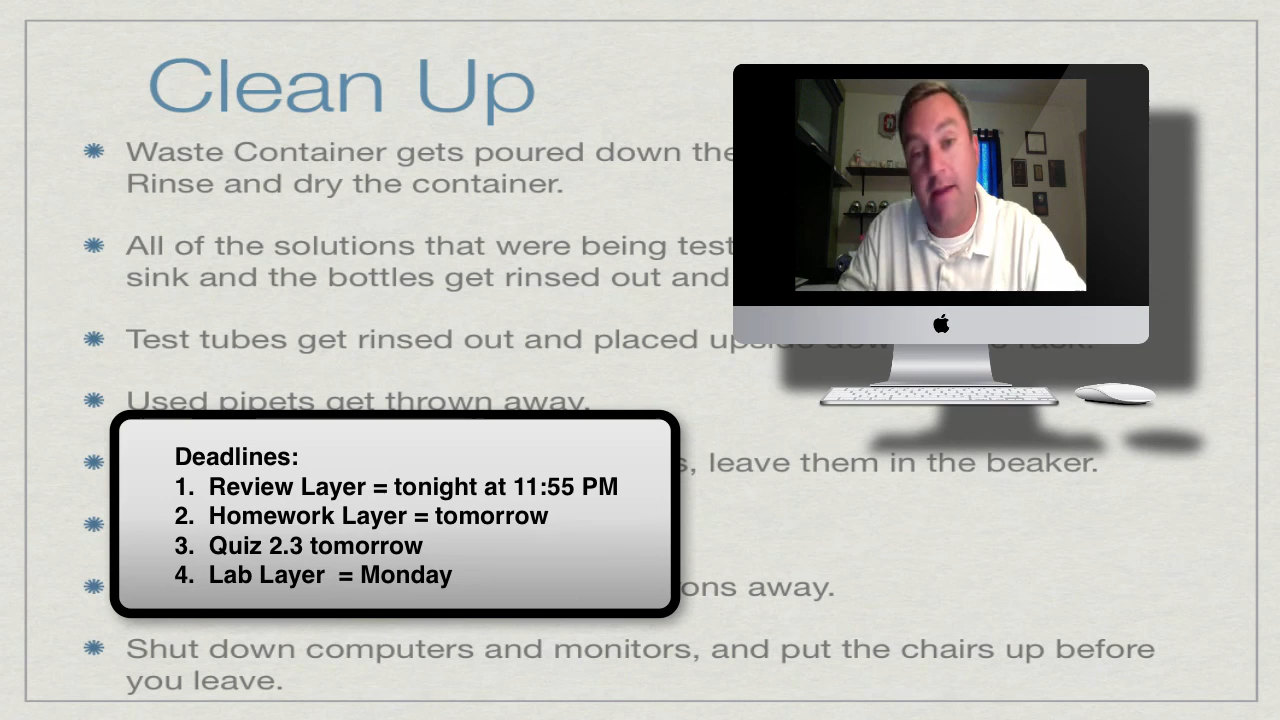 Clean Up
Waste Container gets poured down the
Rinse and dry the container.
All of the solutions that were being test
sink and the bottles get rinsed out and
Test tubes get rinsed out and placed upside down rack.
Used pipets get thrown away.
s, leave them in the beaker.
ons away.
Shut down computers and monitors, and put the chairs up before
you leave.
Deadlines:
1. Review Layer = tonight at 11:55 PM
2. Homework Layer = tomorrow
3. Quiz 2.3 tomorrow
4. Lab Layer = Monday